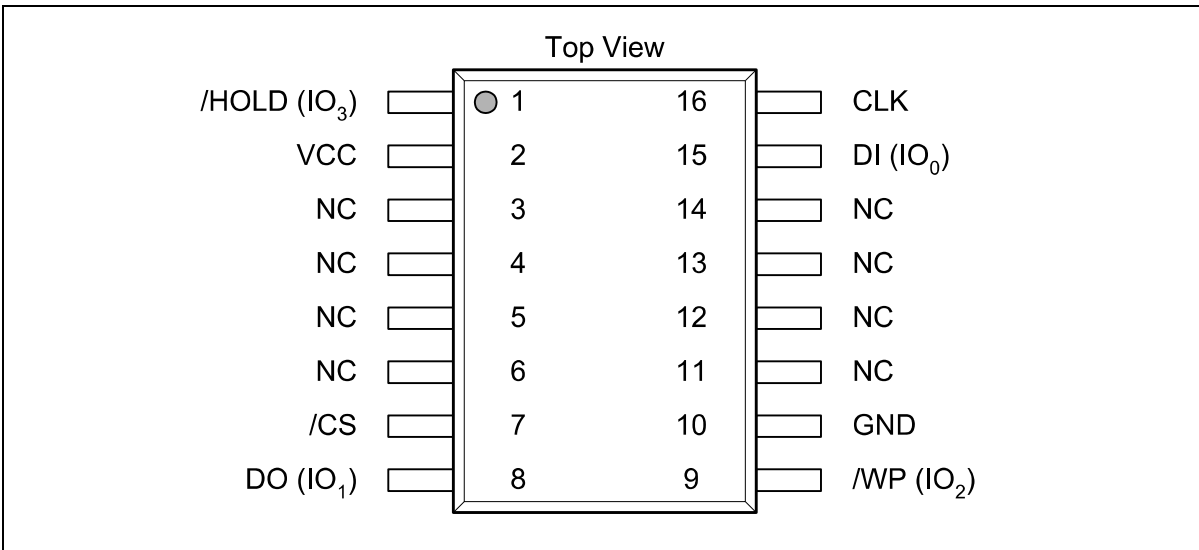 Top View
/HOLD (IO₃) 1 16 CLK
VCC 2 15 DI (IO₀)
NC 3 14 NC
NC 4 13 NC
NC 5 12 NC
NC 6 11 NC
/CS 7 10 GND
DO (IO₁) 8 9 /WP (IO₂)